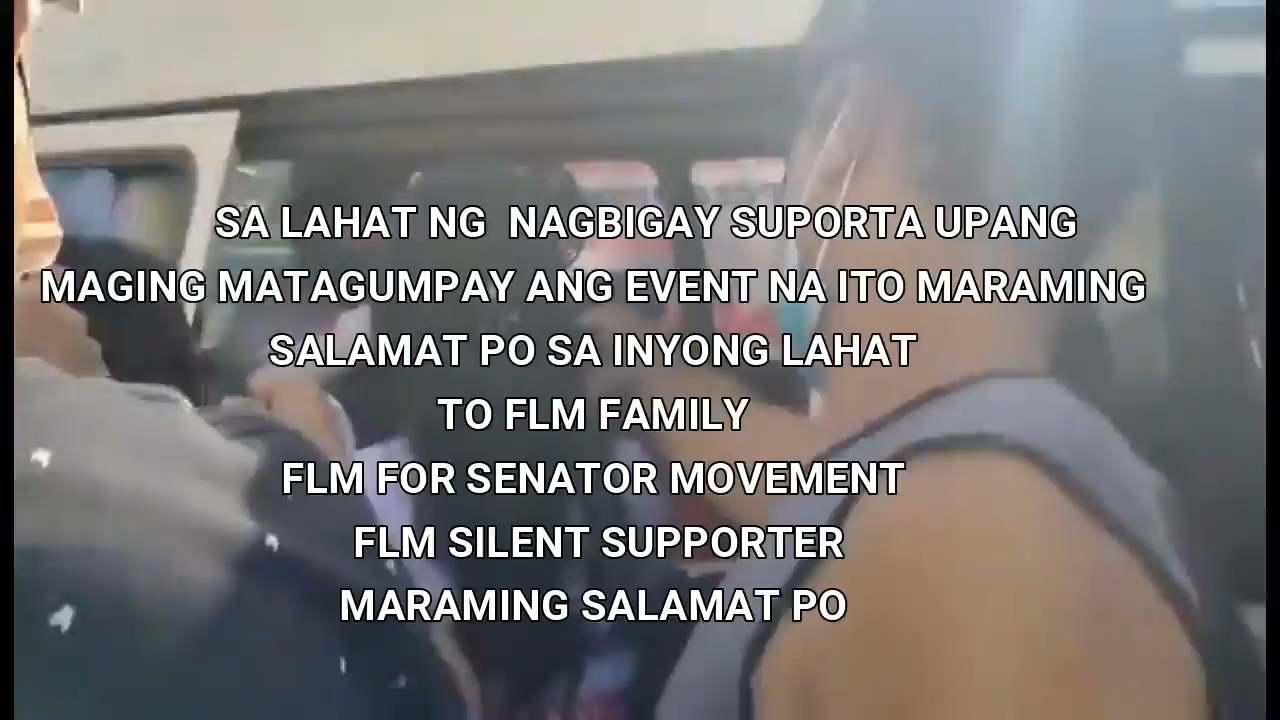 SA LAHAT NG NAGBIGAY SUPORTA UPANG
MAGING MATAGUMPAY ANG EVENT NA ITO MARAMING
SALAMAT PO SA INYONG LAHAT
TO FLM FAMILY
FLM FOR SENATOR MOVEMENT
FLM SILENT SUPPORTER
MARAMING SALAMAT PO